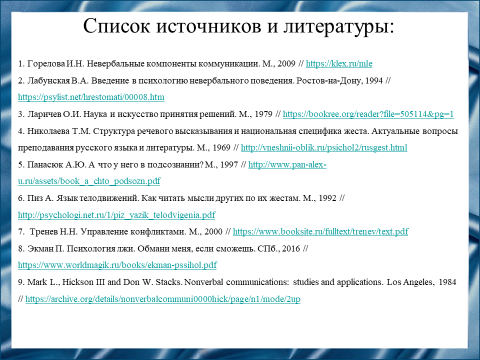 Список источников и литературы:
1. Горелова И.Н. Невербальные компоненты коммуникации. М., 2009 // https://klex.ru/mle
2. Лабунская В.А. Введение в психологию невербального поведения. Ростов-на-Дону, 1994 //
https://psylist.net/hrestomati/00008.htm
3. Ларичев О.И. Наука и искусство принятия решений. М., 1979 // https://bookree.org/reader?file=505114&pg=1
4. Николаева Т.М. Структура речевого высказывания и национальная специфика жеста. Актуальные вопросы
преподавания русского языка и литературы. М., 1969 // http://vneshnii-oblik.ru/psichol2/rusgest.html
5. Панасюк А.Ю. А что у него в подсознании? М., 1997 // http://www.pan-alex-
u.ru/assets/book_a_chto_podsozn.pdf
6. Пиз А. Язык телодвижений. Как читать мысли других по их жестам. М., 1992 //
http://psychologi.net.ru/1/piz_yazik_telodvigenia.pdf
7. Тренев Н.Н. Управление конфликтами. М., 2000 // https://www.booksite.ru/fulltext/trenev/text.pdf
8. Экман П. Психология лжи. Обмани меня, если сможешь. СПб., 2016 //
https://www.worldmagik.ru/books/ekman-pssihol.pdf
9. Mark L., Hickson III and Don W. Stacks. Nonverbal communications: studies and applications. Los Angeles, 1984
// https://archive.org/details/nonverbalcommuni0000hick/page/n1/mode/2up